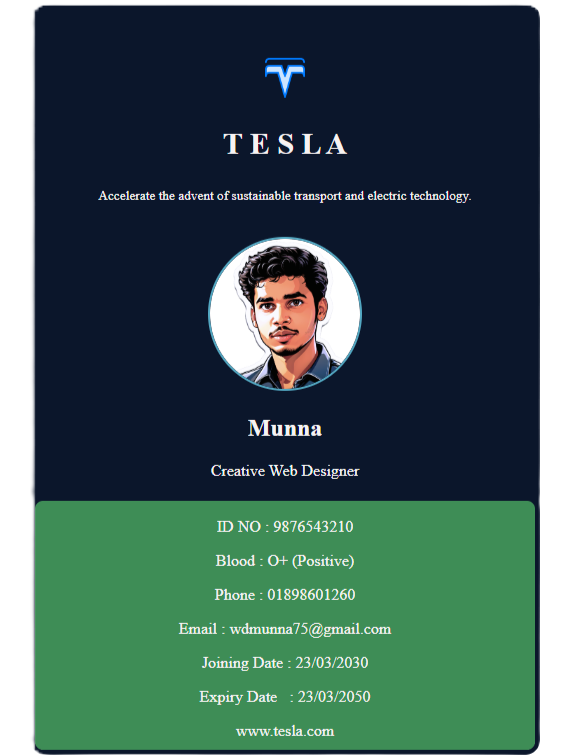 TESLA
Accelerate the advent of sustainable transport and electric technology.
Munna
Creative Web Designer
ID NO : 9876543210
Blood : O+ (Positive)
Phone : 01898601260
Email : wdmunna75@gmail.com
Joining Date : 23/03/2030
Expiry Date : 23/03/2050
www.tesla.com